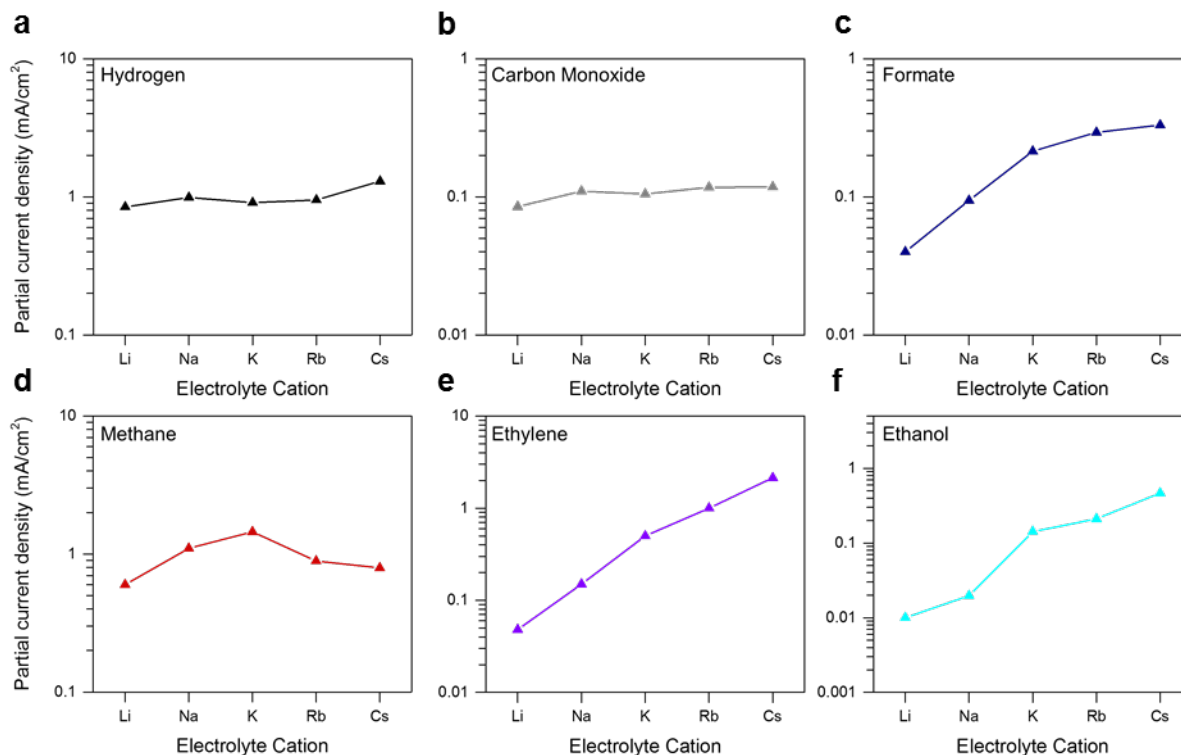 a
Hydrogen
Partial current density (mA/cm²)
10
1
0.1
Li Na K Rb Cs
Electrolyte Cation
b
Carbon Monoxide
1
0.1
0.01
Li Na K Rb Cs
Electrolyte Cation
c
Formate
1
0.1
0.01
Li Na K Rb Cs
Electrolyte Cation
d
Methane
Partial current density (mA/cm²)
10
1
0.1
Li Na K Rb Cs
Electrolyte Cation
e
Ethylene
10
1
0.1
0.01
Li Na K Rb Cs
Electrolyte Cation
f
Ethanol
1
0.1
0.01
0.001
Li Na K Rb Cs
Electrolyte Cation